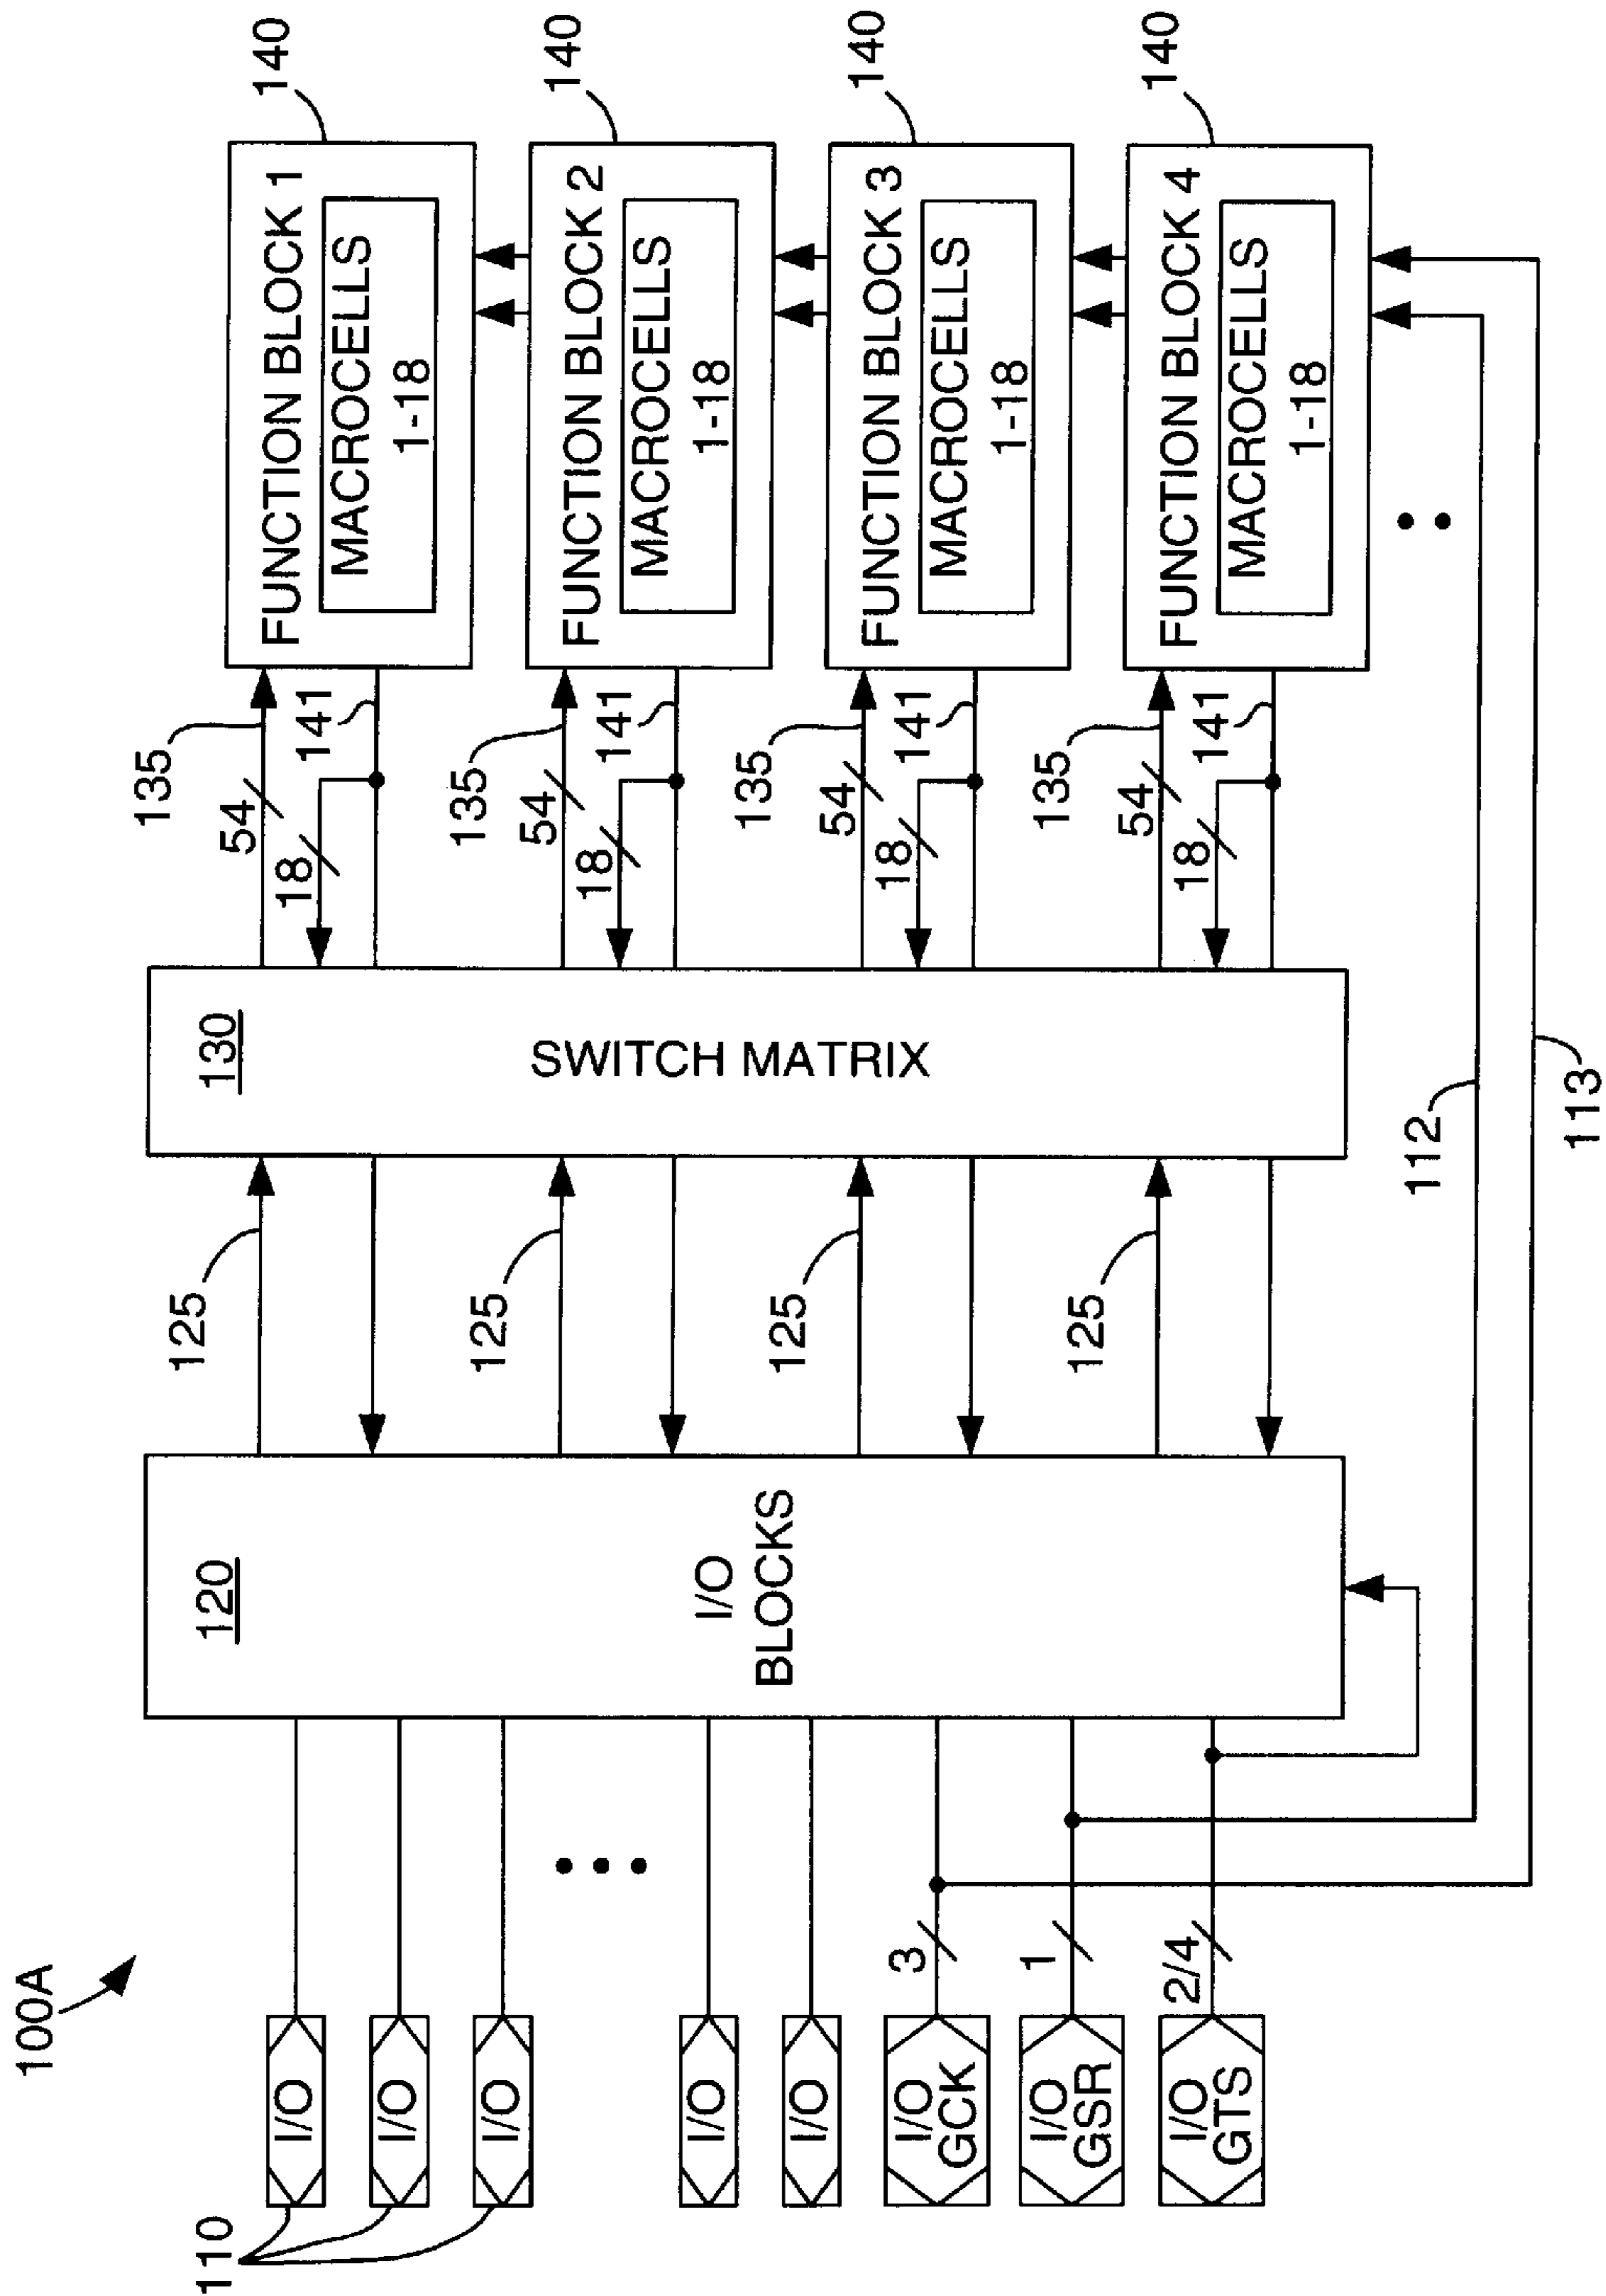 100A
110
I/O
I/O
I/O
I/O
I/O
I/O
GCK
I/O
GSR
I/O
GTS
3
1
2/4
120
I/O
BLOCKS
125
125
125
125
130
SWITCH MATRIX
135
54
18
141
135
54
18
141
135
54
18
141
135
54
18
141
FUNCTION BLOCK 1
MACROCELLS
1-18
140
FUNCTION BLOCK 2
MACROCELLS
1-18
140
FUNCTION BLOCK 3
MACROCELLS
1-18
140
FUNCTION BLOCK 4
MACROCELLS
1-18
140
112
113